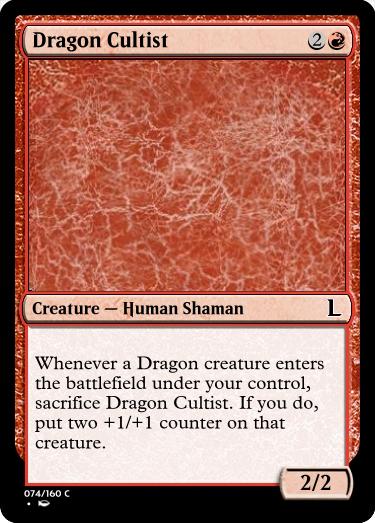 Dragon Cultist 2
Creature — Human Shaman L
Whenever a Dragon creature enters
the battlefield under your control,
sacrifice Dragon Cultist. If you do,
put two +1/+1 counter on that
creature.
2/2
074/160 C